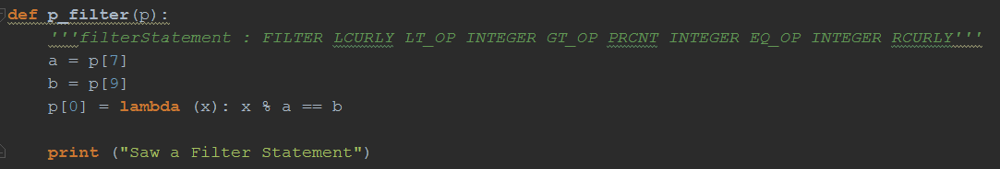 def p_filter(p):
    '''filterStatement : FILTER LCURLY LT_OP INTEGER GT_OP PRCNT INTEGER EQ_OP INTEGER RCURLY'''
    a = p[7]
    b = p[9]
    p[0] = lambda (x): x % a == b
    print ("Saw a Filter Statement")